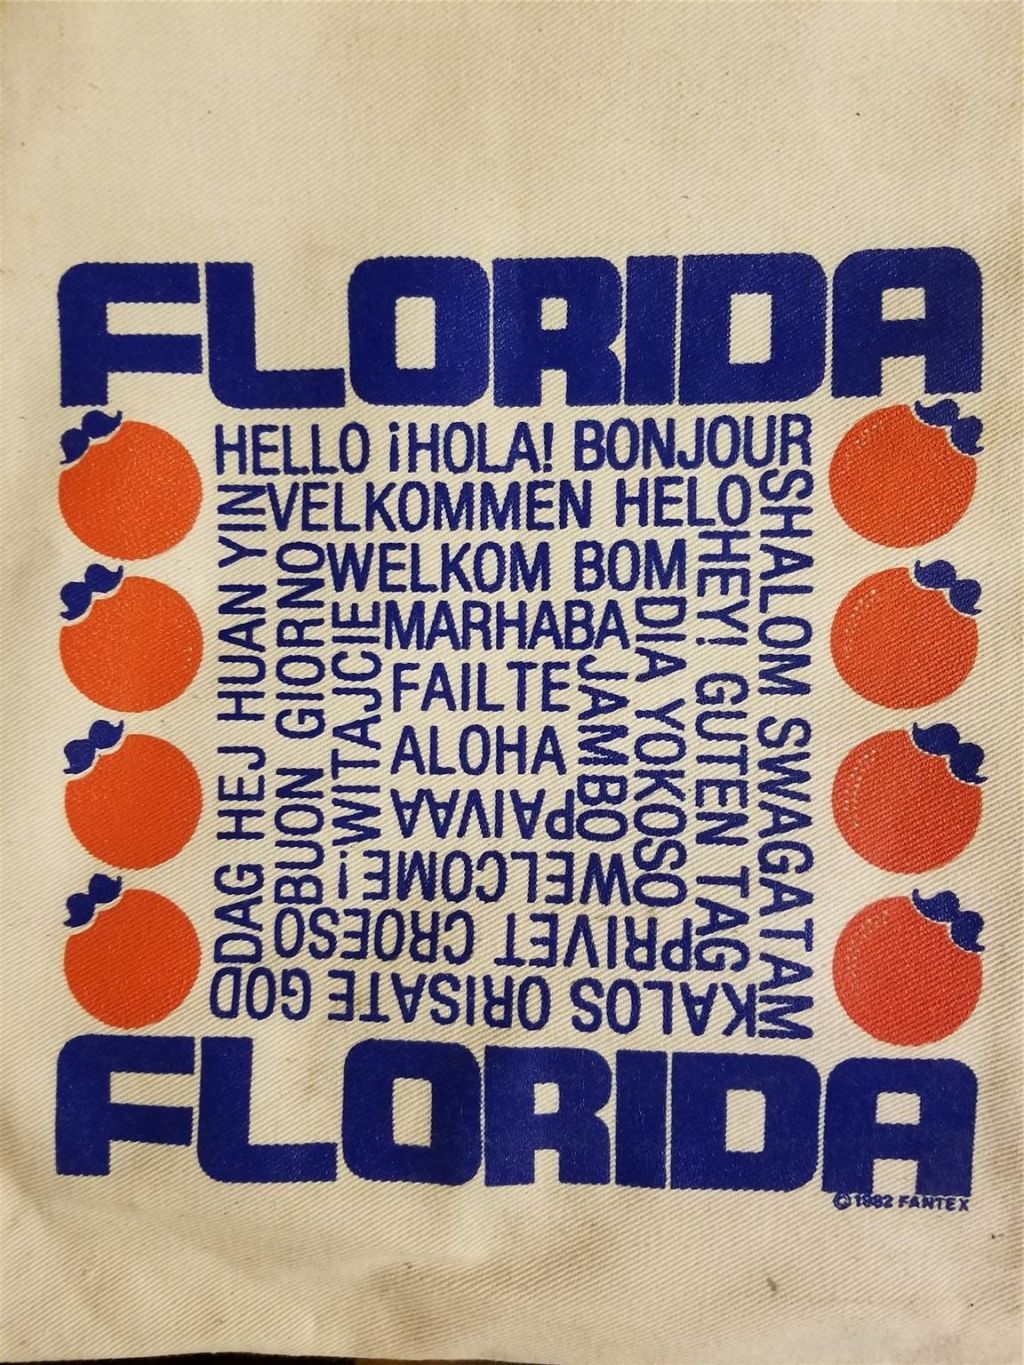 FLORIDA
HELLO ¡HOLA! BONJOUR
SHALOM SWAGATAM
KALOS ORISATE GOD
DAG HEJ HUAN YIN
VELKOMMEN HELO
HEY! GUTEN TAG
PRIVET CROESO
BUON GIORNO
WELKOM BOM
DIA YOKOSO
WELCOME!
WITAJCIE
MARHABA
JAMBO
PAIVAA
FAILTE
ALOHA
FLORIDA
© 1982 FANTEX